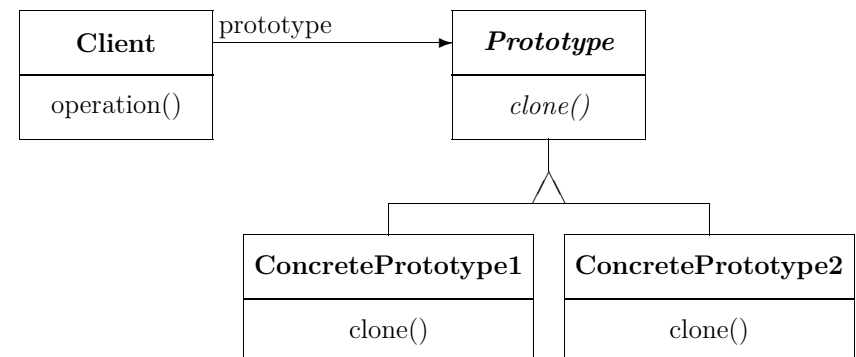 Client
operation()
prototype
Prototype
clone()
ConcretePrototype1
clone()
ConcretePrototype2
clone()